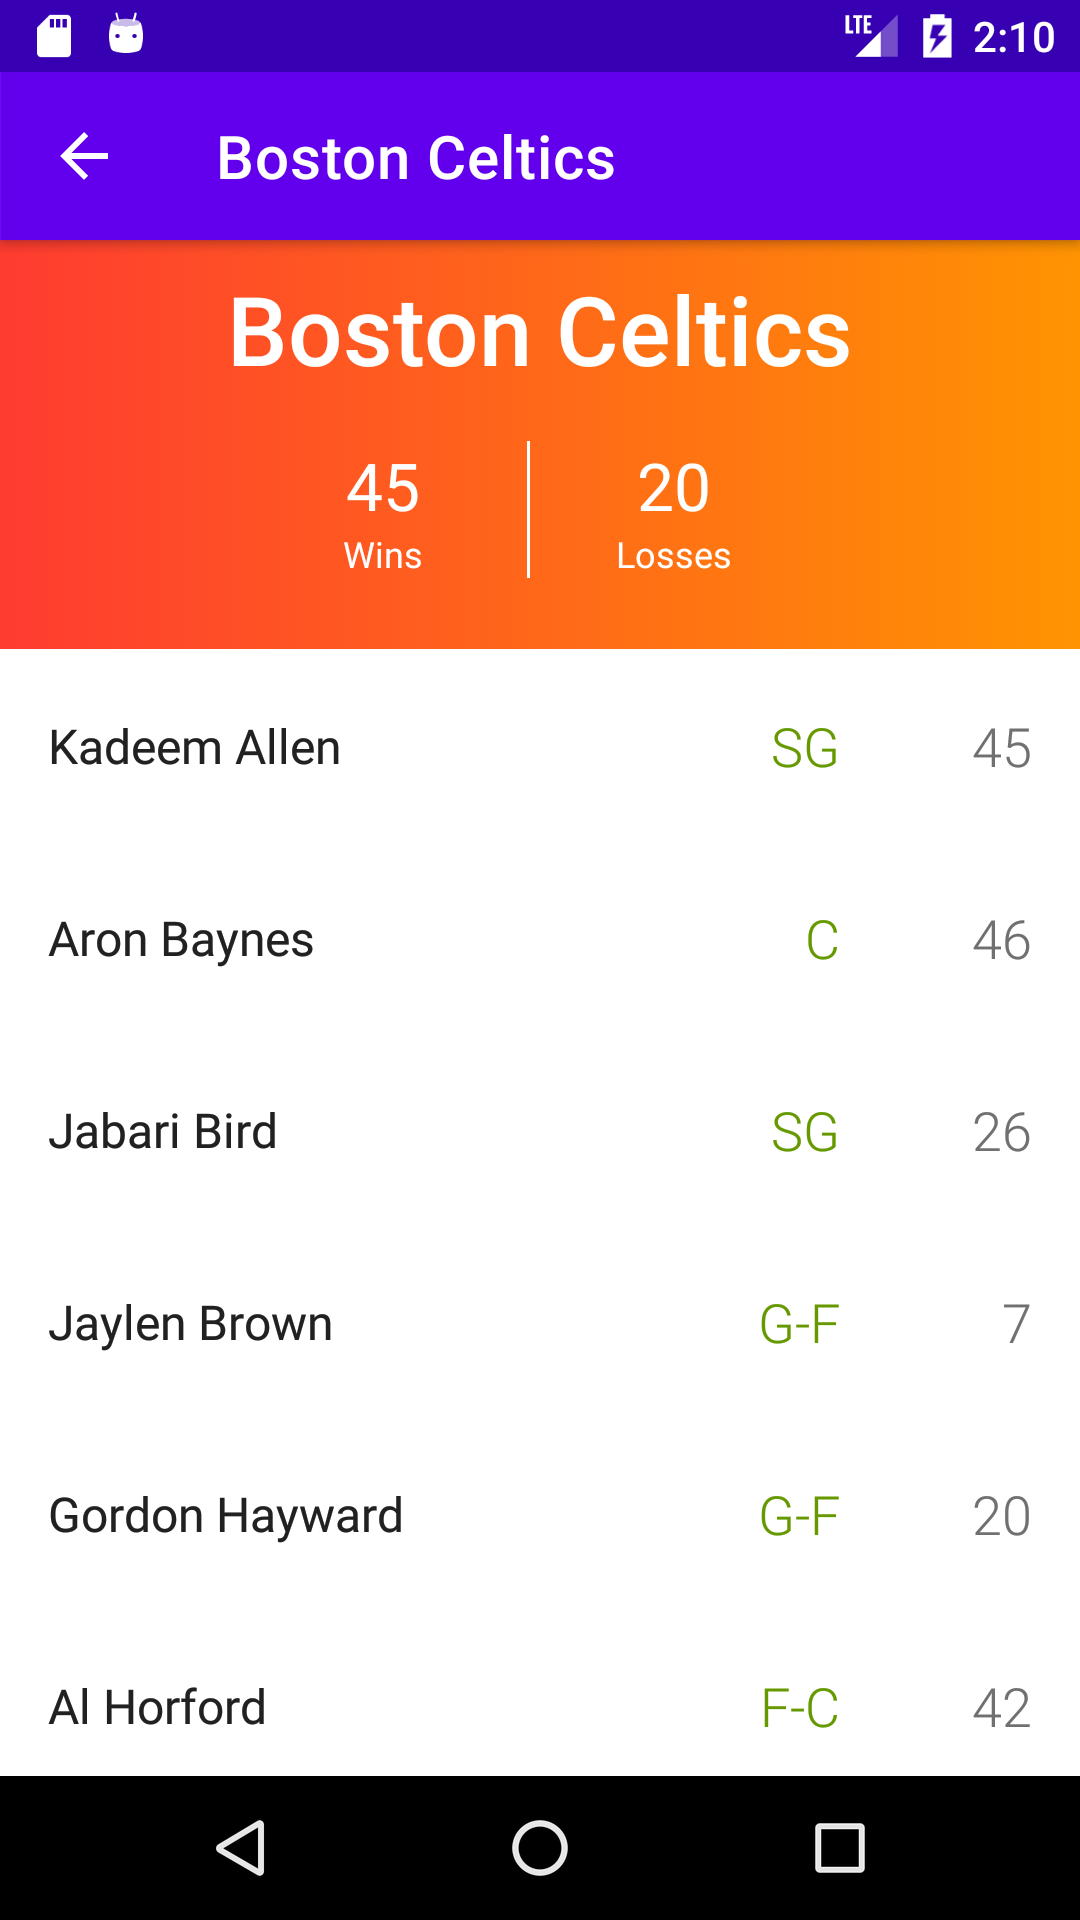 LTE 2:10
Boston Celtics
Boston Celtics
45 20
Wins Losses
Kadeem Allen SG 45
Aron Baynes C 46
Jabari Bird SG 26
Jaylen Brown G-F 7
Gordon Hayward G-F 20
Al Horford F-C 42